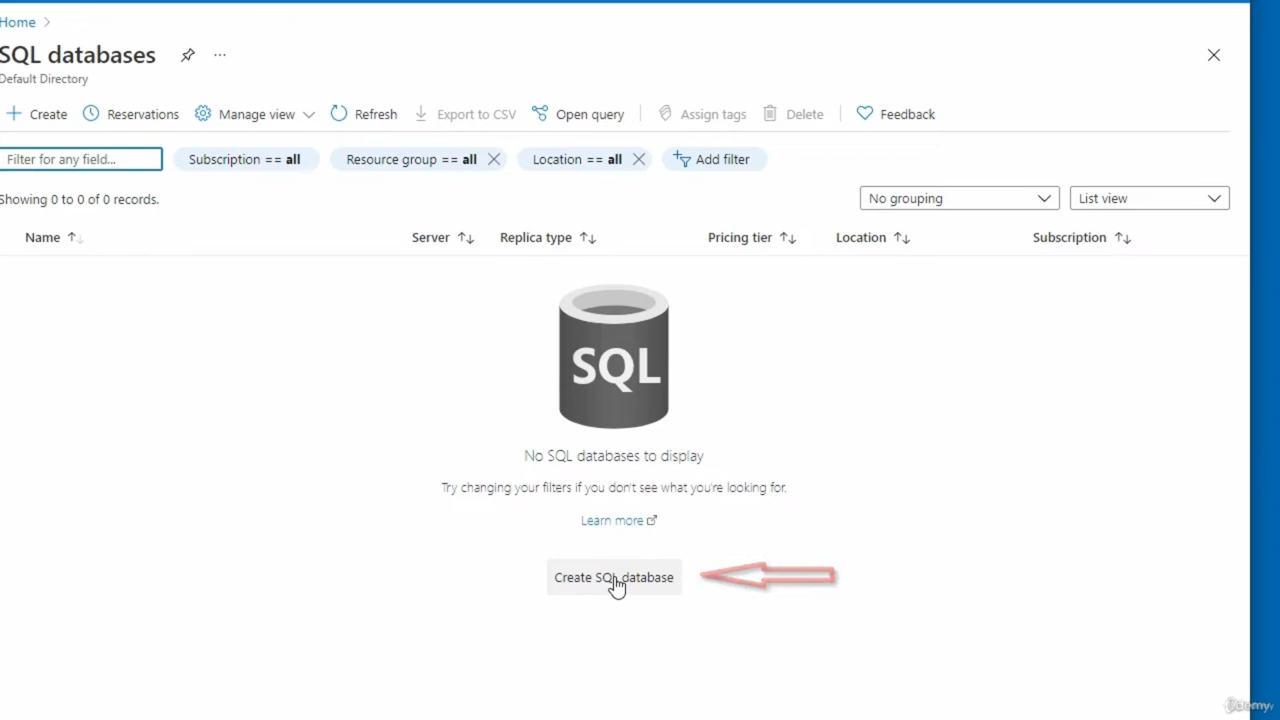 Home
SQL databases
Default Directory
Create Reservations Manage view Refresh Export to CSV Open query Assign tags Delete Feedback
Filter for any field... Subscription == all Resource group == all Location == all Add filter
Showing 0 to 0 of 0 records. No grouping List view
Name Server Replica type Pricing tier Location Subscription
SQL
No SQL databases to display
Try changing your filters if you don't see what you're looking for.
Learn more
Create SQL database
Udemy